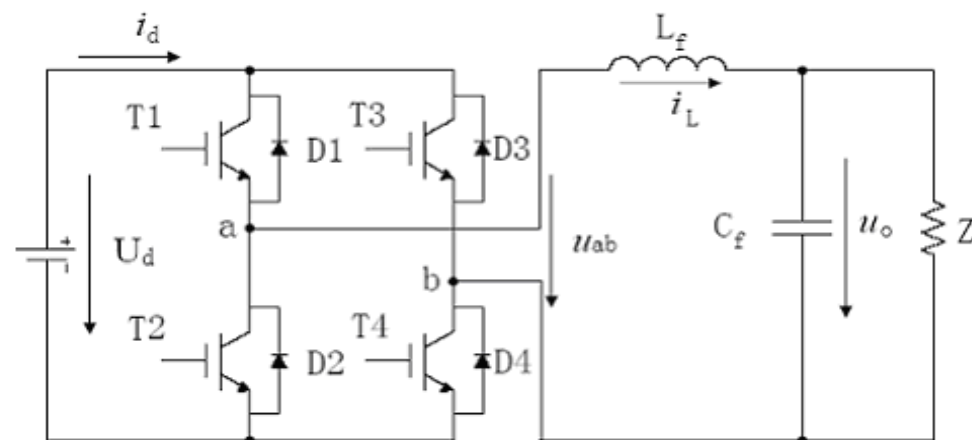 i_d
L_f
i_L
T1
D1
T3
D3
a
+
-
U_d
u_ab
C_f
u_o
Z
b
T2
D2
T4
D4